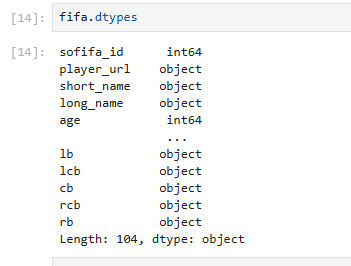 [14]: fifa.dtypes
[14]: sofifa_id int64
player_url object
short_name object
long_name object
age int64
...
lb object
lcb object
cb object
rcb object
rb object
Length: 104, dtype: object